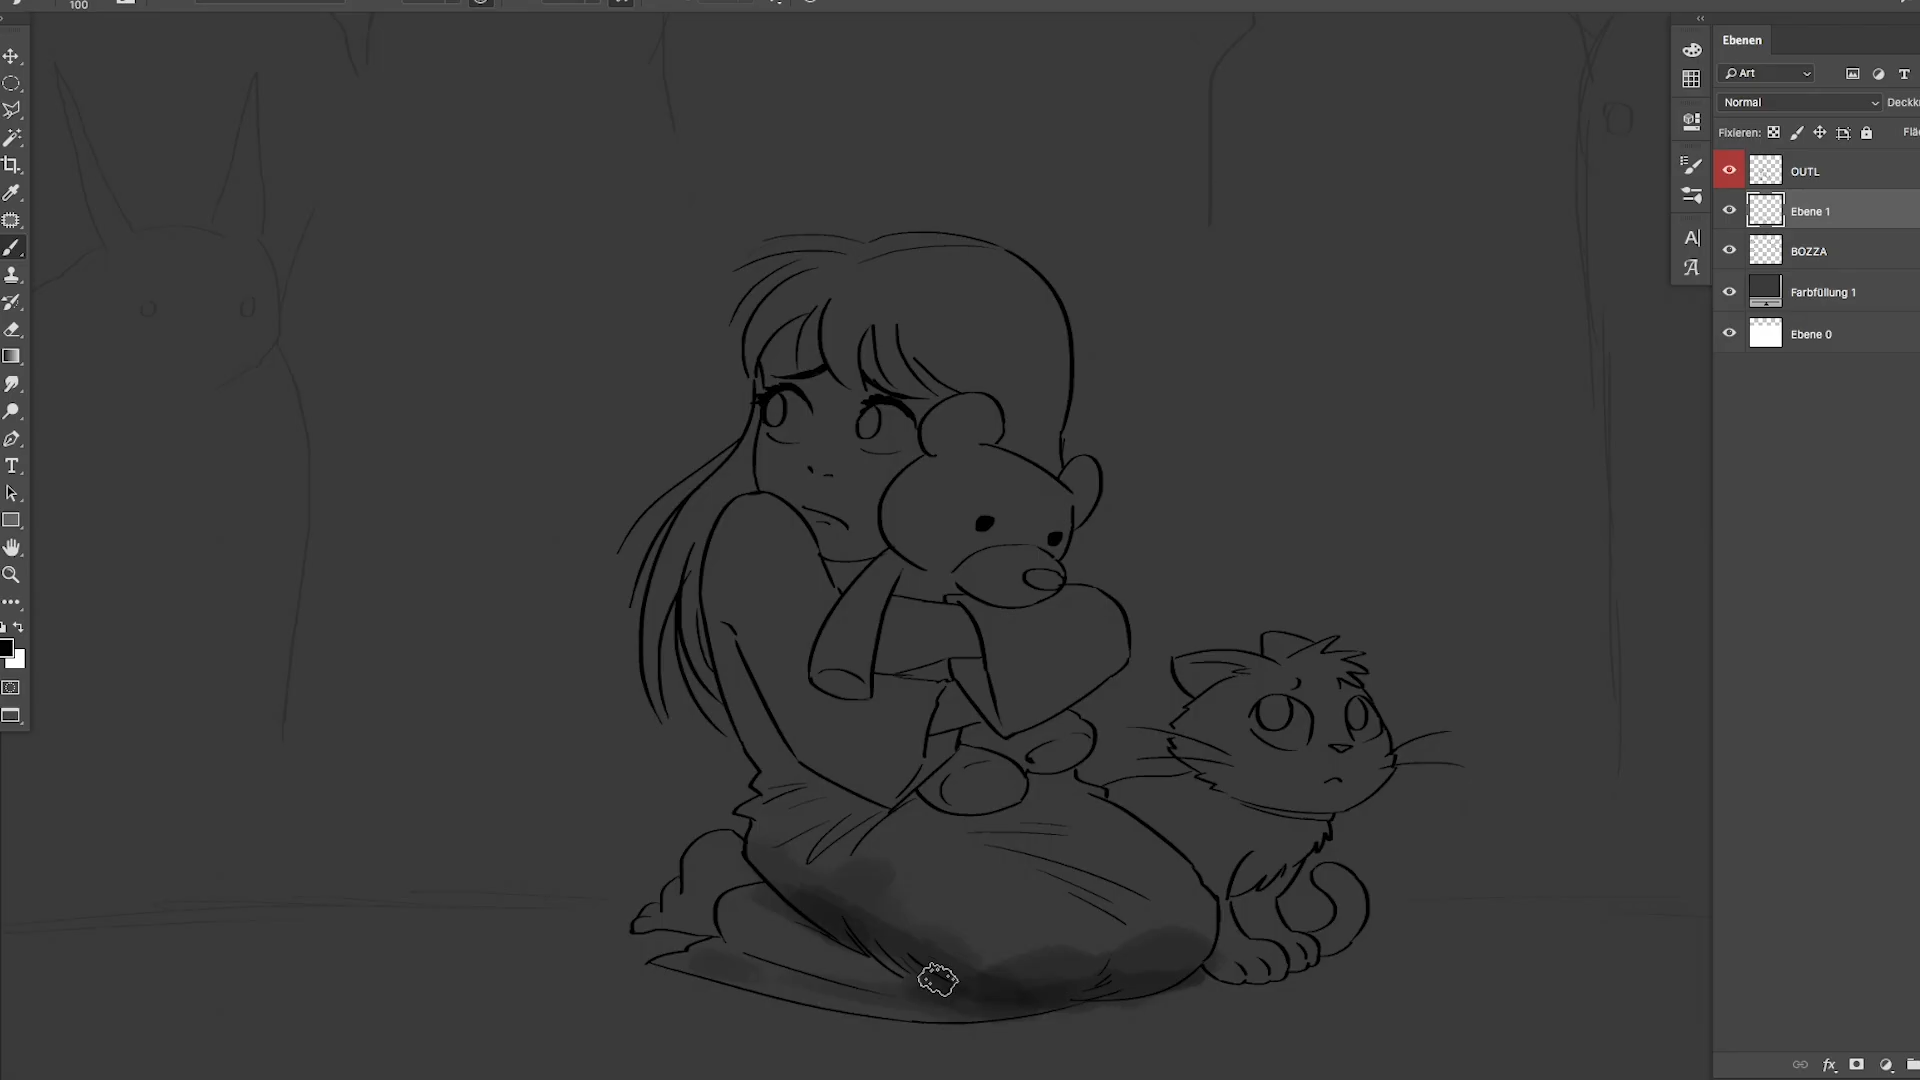 100
Ebenen
Art
Normal
Deckk
Fixieren:
Flä
OUTL
Ebene 1
BOZZA
Farbfüllung 1
Ebene 0